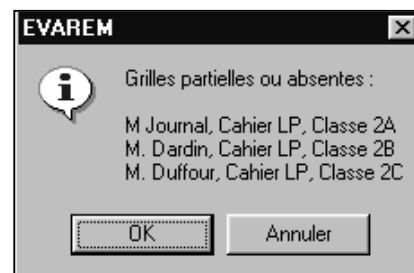 EVAREM
Grilles partielles ou absentes :
M Journal, Cahier LP, Classe 2A
M. Dardin, Cahier LP, Classe 2B
M. Duffour, Cahier LP, Classe 2C
OK
Annuler